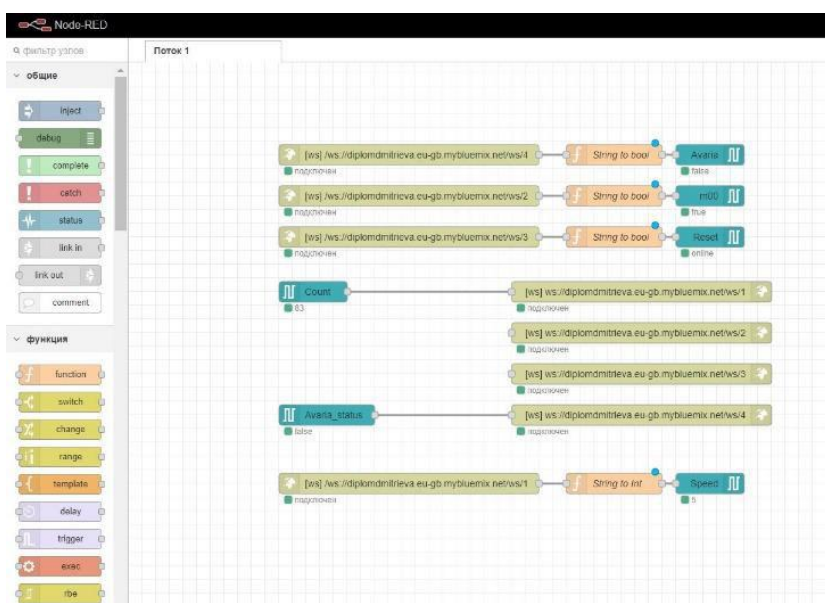 Node-RED
фильтр узлов
Поток 1
общие
inject
debug
complete
catch
status
link in
link out
comment
функция
function
switch
change
range
template
delay
trigger
exec
rbe
[ws] /ws://diplomdmitrieva.eu-gb.mybluemix.net/ws/4
подключен
String to bool
Avaria
false
[ws] /ws://diplomdmitrieva.eu-gb.mybluemix.net/ws/2
подключен
String to bool
m00
true
[ws] /ws://diplomdmitrieva.eu-gb.mybluemix.net/ws/3
подключен
String to bool
Reset
online
Count
83
[ws] ws://diplomdmitrieva.eu-gb.mybluemix.net/ws/1
подключен
[ws] ws://diplomdmitrieva.eu-gb.mybluemix.net/ws/2
подключен
[ws] ws://diplomdmitrieva.eu-gb.mybluemix.net/ws/3
подключен
Avaria_status
false
[ws] ws://diplomdmitrieva.eu-gb.mybluemix.net/ws/4
подключен
[ws] /ws://diplomdmitrieva.eu-gb.mybluemix.net/ws/1
подключен
String to Int
Speed
5